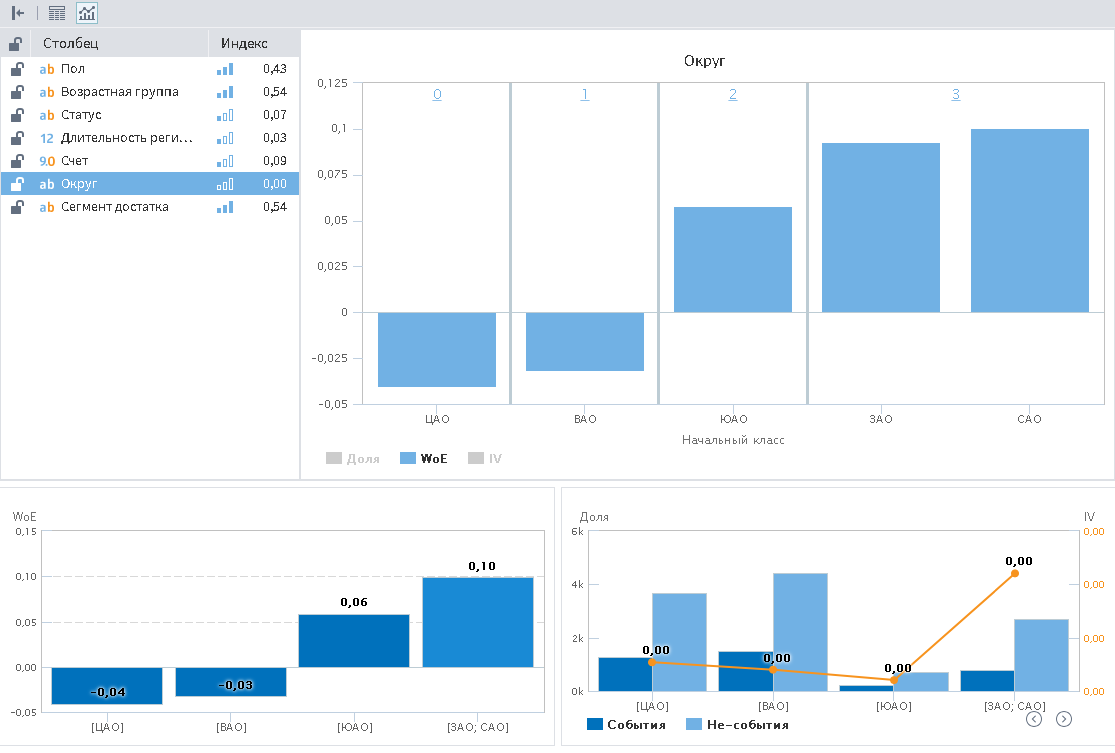 Столбец Индекс
ab Пол 0,43
ab Возрастная группа 0,54
ab Статус 0,07
12 Длительность реги... 0,03
9.0 Счет 0,09
ab Округ 0,00
ab Сегмент достатка 0,54
Округ
0 1 2 3
0,125
0,1
0,075
0,05
0,025
0
-0,025
-0,05
ЦАО ВАО ЮАО ЗАО САО
Начальный класс
Доля WoE IV
WoE
0,15
0,10
0,05
0,00
-0,05
-0,04
-0,03
0,06
0,10
[ЦАО] [ВАО] [ЮАО] [ЗАО; САО]
Доля IV
6k 0,00
4k 0,00
2k 0,00
0k 0,00
0,00
0,00
0,00
0,00
[ЦАО] [ВАО] [ЮАО] [ЗАО; САО]
События Не-события